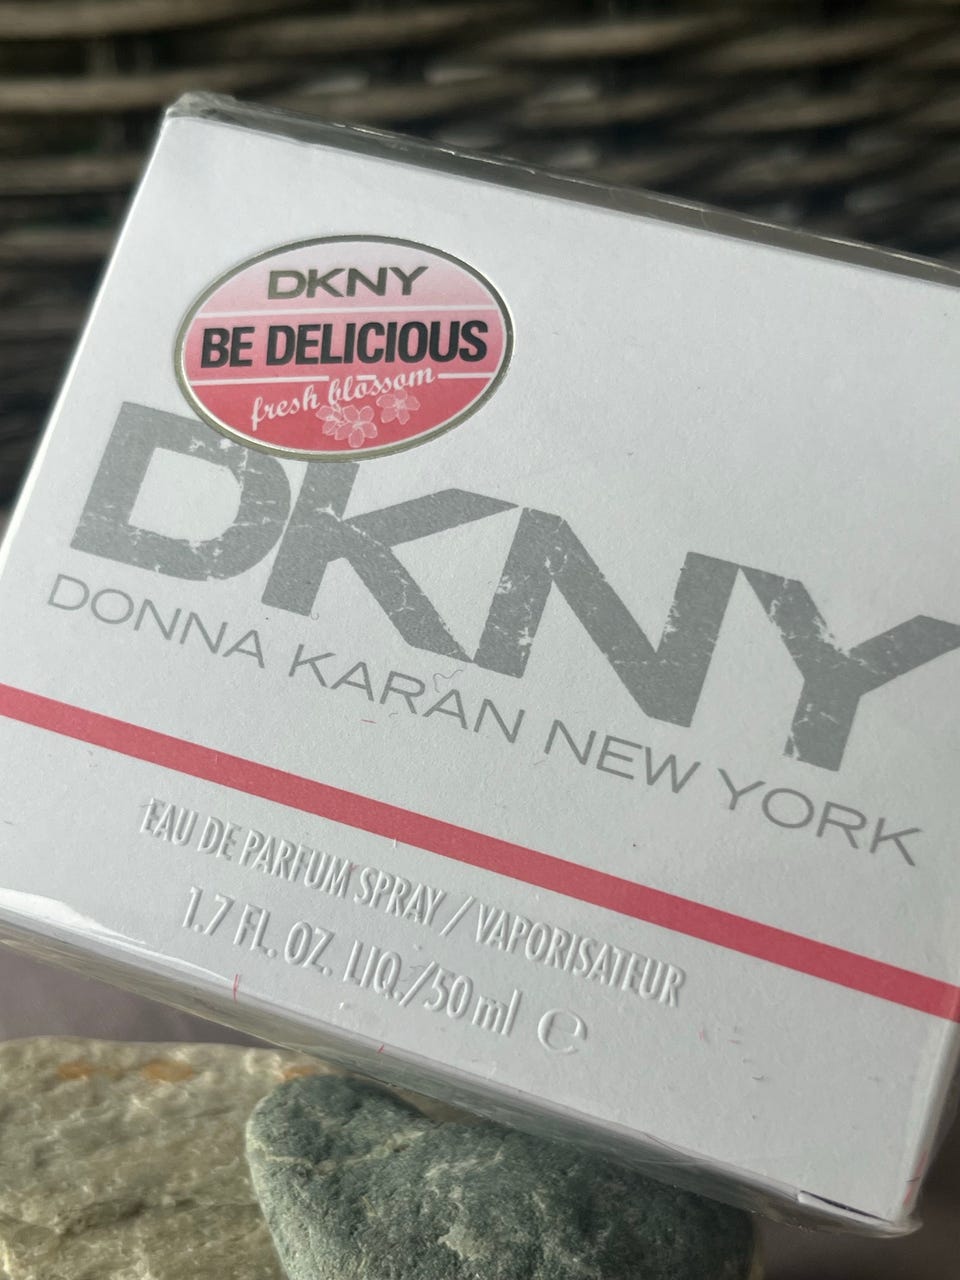 DKNY
BE DELICIOUS
fresh blossom
DKNY
DONNA KARAN NEW YORK
EAU DE PARFUM SPRAY / VAPORISATEUR
1.7 FL. OZ. LIQ./50 ml ℮